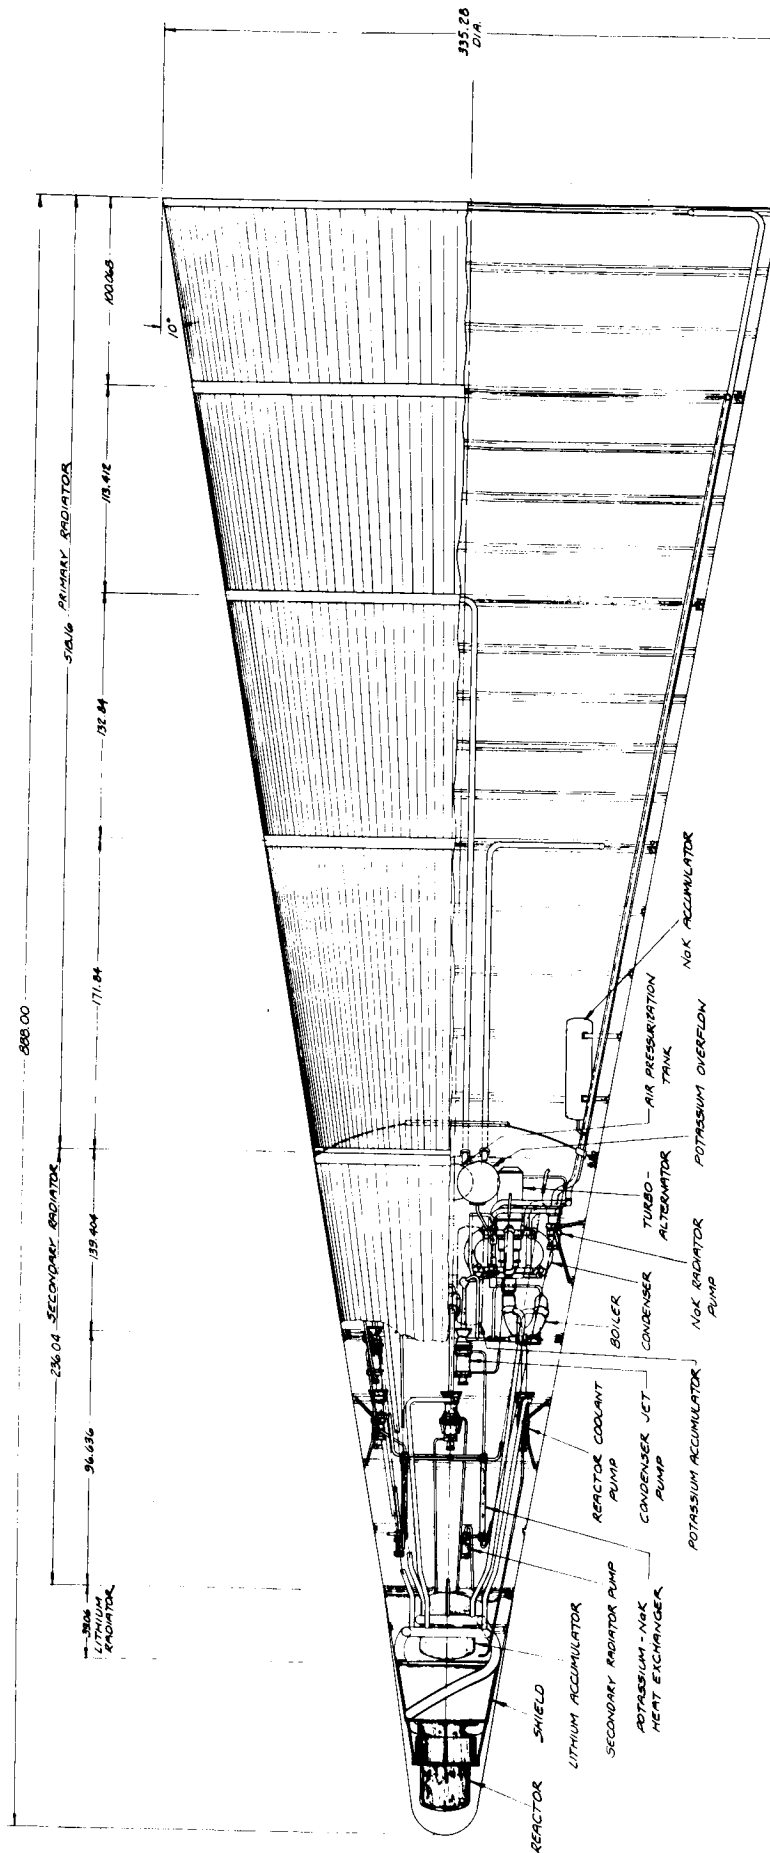 335.28
DIA.
888.00
518.16 PRIMARY RADIATOR
236.04 SECONDARY RADIATOR
100.063
113.412
132.84
171.84
139.404
96.636
LITHIUM
RADIATOR
10°
NaK ACCUMULATOR
AIR PRESSURIZATION
TANK
POTASSIUM OVERFLOW
TURBO-
ALTERNATOR
NaK RADIATOR
PUMP
CONDENSER
BOILER
POTASSIUM ACCUMULATOR
CONDENSER JET
PUMP
REACTOR COOLANT
PUMP
POTASSIUM-NaK
HEAT EXCHANGER
SECONDARY RADIATOR PUMP
LITHIUM ACCUMULATOR
SHIELD
REACTOR